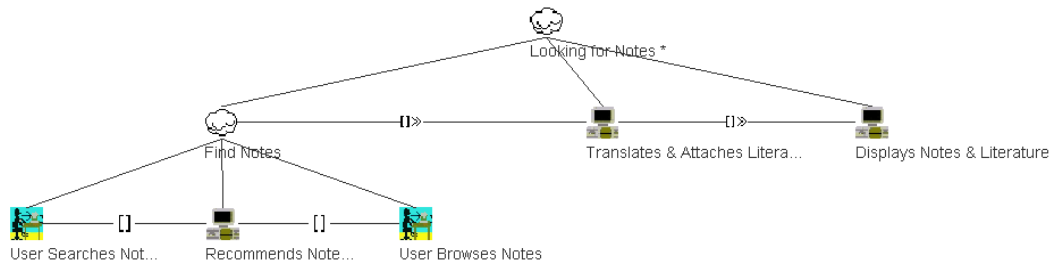 Looking for Notes *
[]»
[]»
Find Notes
Translates & Attaches Litera...
Displays Notes & Literature
[]
[]
User Searches Not...
Recommends Note...
User Browses Notes